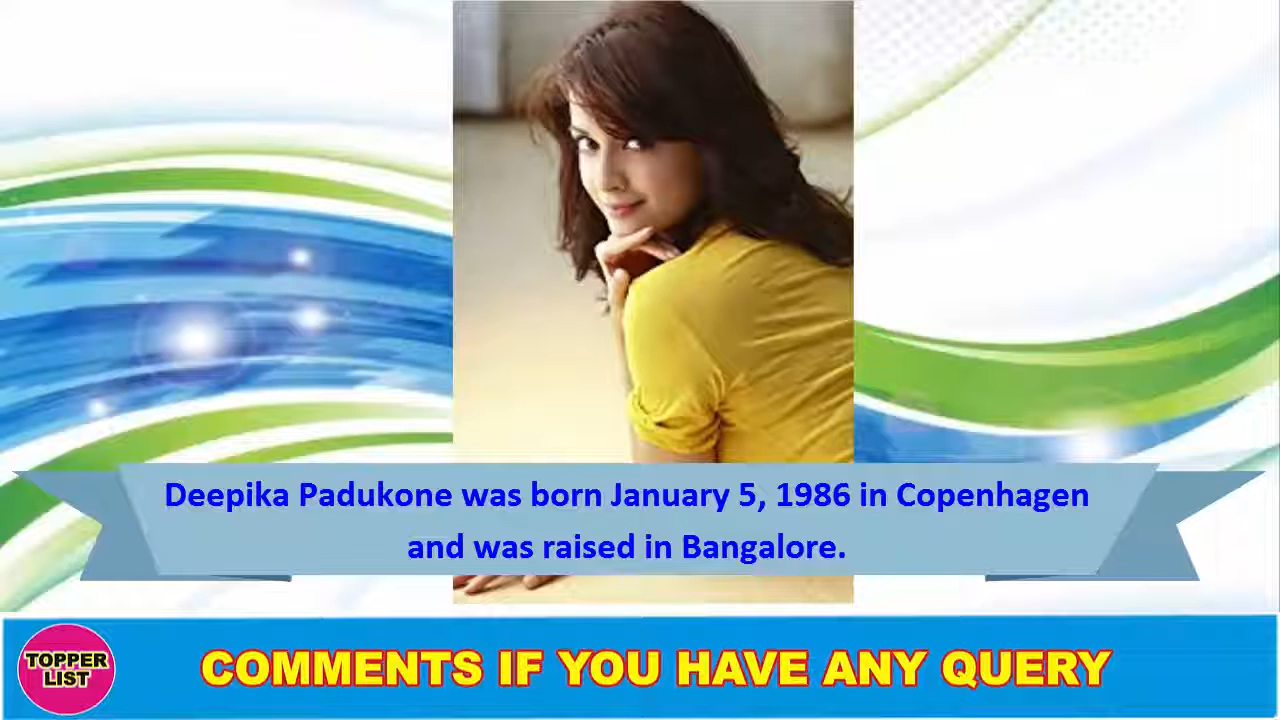 Deepika Padukone was born January 5, 1986 in Copenhagen
and was raised in Bangalore.
TOPPER
LIST
COMMENTS IF YOU HAVE ANY QUERY